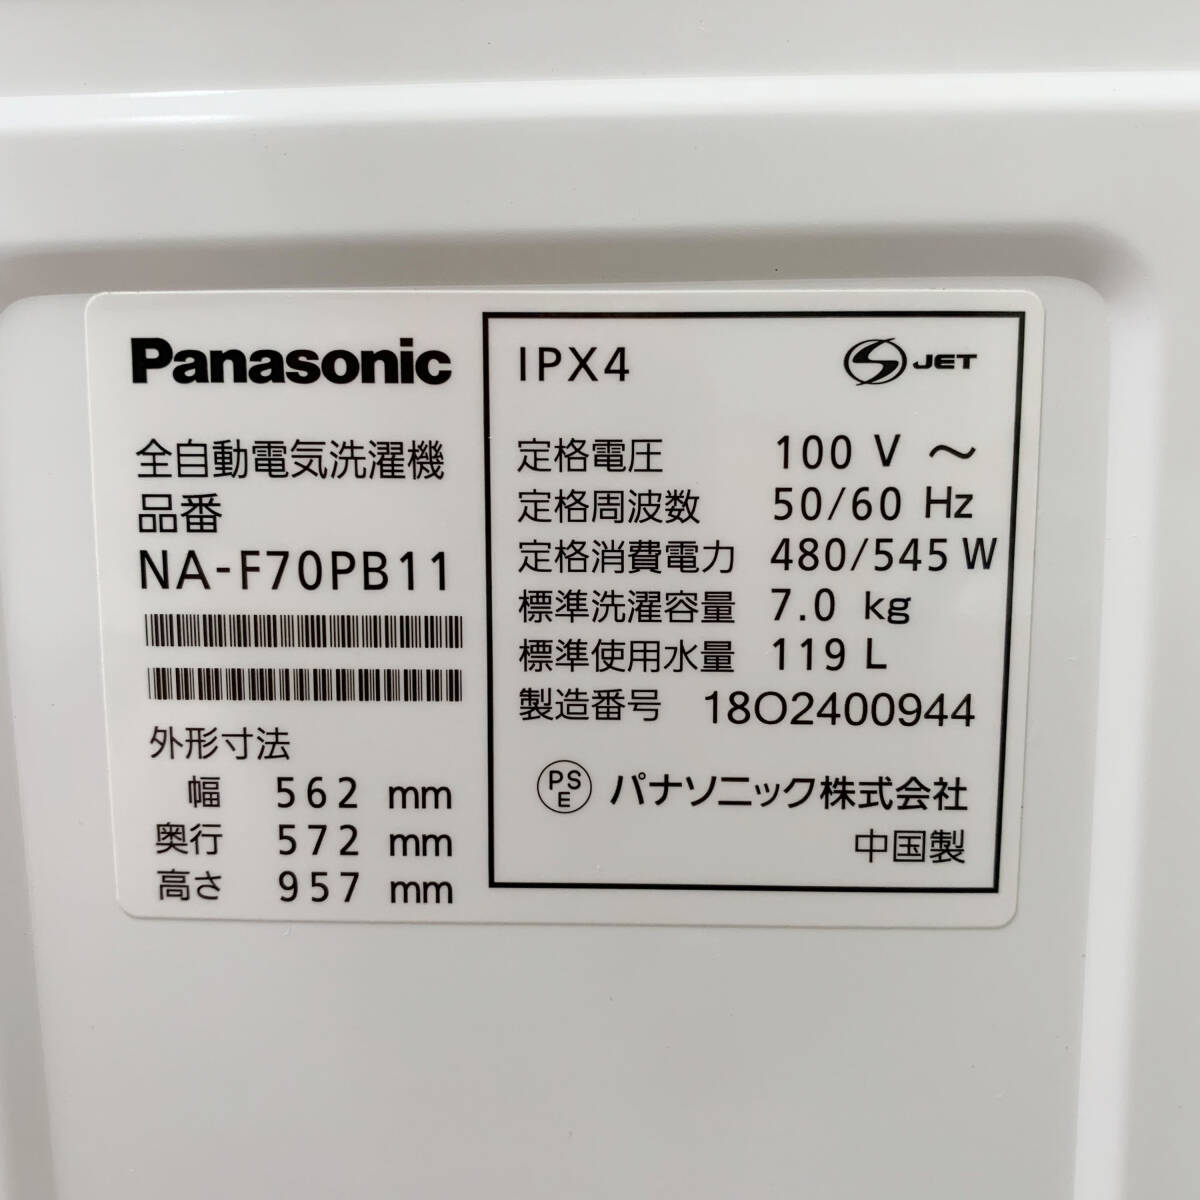 Panasonic
全自動電気洗濯機
品番
NA-F70PB11
外形寸法
幅 562 mm
奥行 572 mm
高さ 957 mm
IPX4
S JET
定格電圧 100 V ～
定格周波数 50/60 Hz
定格消費電力 480/545 W
標準洗濯容量 7.0 kg
標準使用水量 119 L
製造番号 18O2400944
PSE パナソニック株式会社
中国製